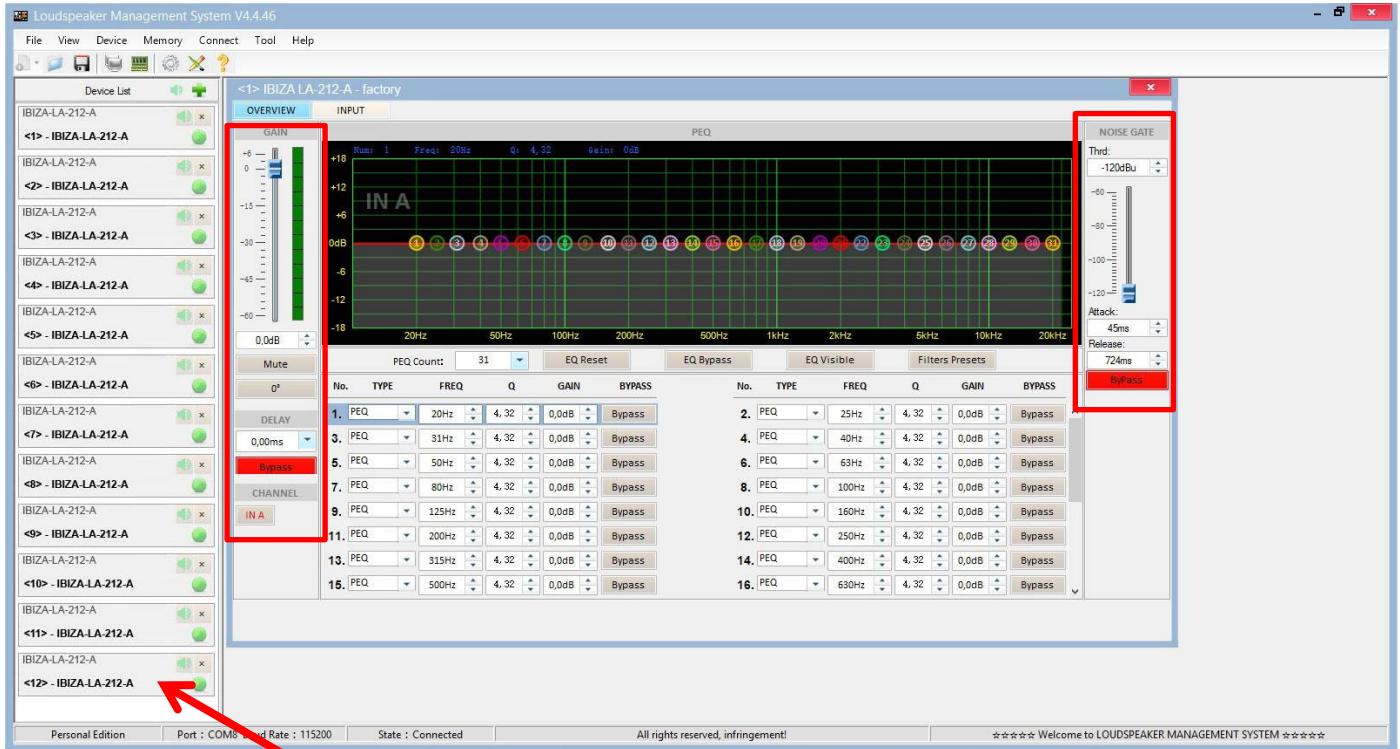 Loudspeaker Management System V4.4.46
File View Device Memory Connect Tool Help
Device List
IBIZA-LA-212-A
<1> - IBIZA-LA-212-A
IBIZA-LA-212-A
<2> - IBIZA-LA-212-A
IBIZA-LA-212-A
<3> - IBIZA-LA-212-A
IBIZA-LA-212-A
<4> - IBIZA-LA-212-A
IBIZA-LA-212-A
<5> - IBIZA-LA-212-A
IBIZA-LA-212-A
<6> - IBIZA-LA-212-A
IBIZA-LA-212-A
<7> - IBIZA-LA-212-A
IBIZA-LA-212-A
<8> - IBIZA-LA-212-A
IBIZA-LA-212-A
<9> - IBIZA-LA-212-A
IBIZA-LA-212-A
<10> - IBIZA-LA-212-A
IBIZA-LA-212-A
<11> - IBIZA-LA-212-A
IBIZA-LA-212-A
<12> - IBIZA-LA-212-A
<1> IBIZA LA-212-A - factory
OVERVIEW INPUT
GAIN
+6
0
-15
-30
-45
-60
0,0dB
Mute
0°
DELAY
0,00ms
Bypass
CHANNEL
IN A
PEQ
Num: 1 Freq: 20Hz Q: 4,32 Gain: 0dB
IN A
+18
+12
+6
0dB
-6
-12
-18
20Hz 50Hz 100Hz 200Hz 500Hz 1kHz 2kHz 5kHz 10kHz 20kHz
PEQ Count: 31 EQ Reset EQ Bypass EQ Visible Filters Presets
No. TYPE FREQ Q GAIN BYPASS No. TYPE FREQ Q GAIN BYPASS
1. PEQ 20Hz 4,32 0,0dB Bypass 2. PEQ 25Hz 4,32 0,0dB Bypass
3. PEQ 31Hz 4,32 0,0dB Bypass 4. PEQ 40Hz 4,32 0,0dB Bypass
5. PEQ 50Hz 4,32 0,0dB Bypass 6. PEQ 63Hz 4,32 0,0dB Bypass
7. PEQ 80Hz 4,32 0,0dB Bypass 8. PEQ 100Hz 4,32 0,0dB Bypass
9. PEQ 125Hz 4,32 0,0dB Bypass 10. PEQ 160Hz 4,32 0,0dB Bypass
11. PEQ 200Hz 4,32 0,0dB Bypass 12. PEQ 250Hz 4,32 0,0dB Bypass
13. PEQ 315Hz 4,32 0,0dB Bypass 14. PEQ 400Hz 4,32 0,0dB Bypass
15. PEQ 500Hz 4,32 0,0dB Bypass 16. PEQ 630Hz 4,32 0,0dB Bypass
NOISE GATE
Thrd:
-120dBu
-60
-80
-100
-120
Attack:
45ms
Release:
724ms
ByPass
Personal Edition Port : COM8 Rate : 115200 State : Connected All rights reserved, infringement! ☆☆☆☆☆ Welcome to LOUDSPEAKER MANAGEMENT SYSTEM ☆☆☆☆☆